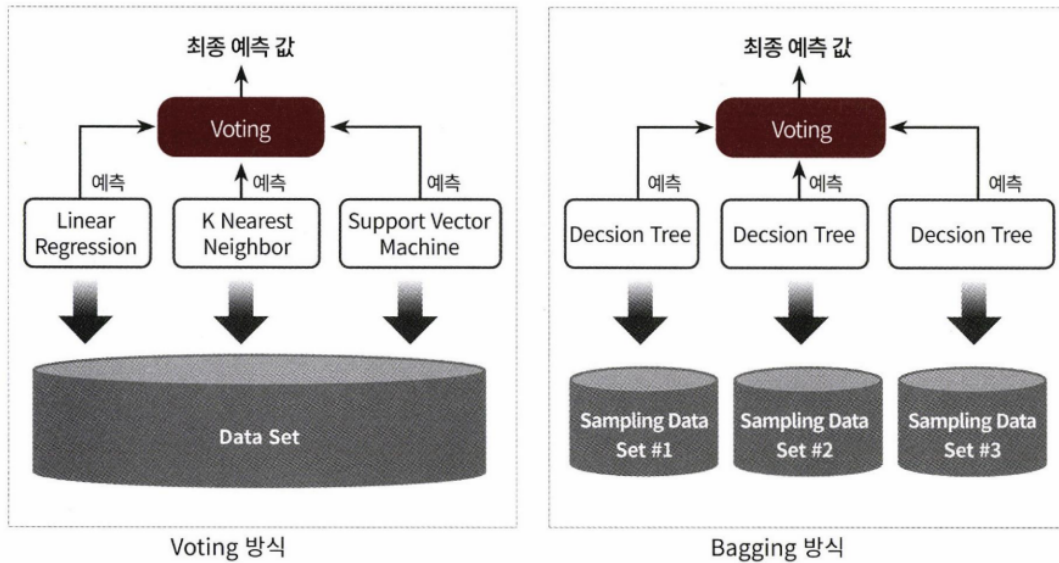 최종 예측 값
Voting
예측
예측
예측
Linear
Regression
K Nearest
Neighbor
Support Vector
Machine
Data Set
Voting 방식
최종 예측 값
Voting
예측
예측
예측
Decsion Tree
Decsion Tree
Decsion Tree
Sampling Data
Set #1
Sampling Data
Set #2
Sampling Data
Set #3
Bagging 방식